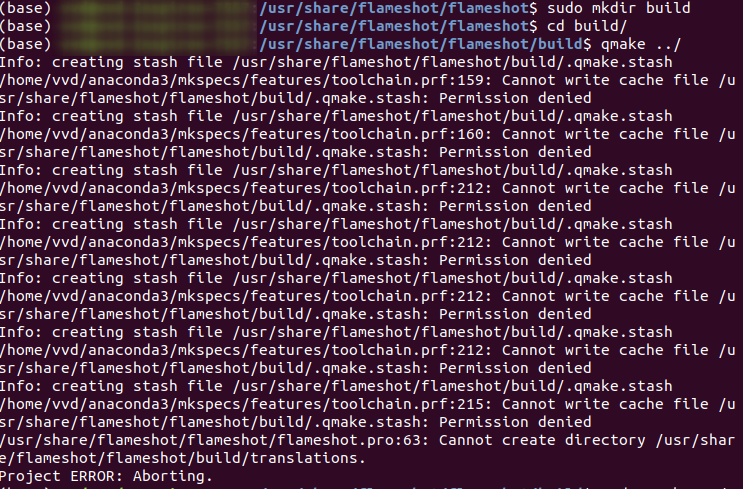 (base) /usr/share/flameshot/flameshot$ sudo mkdir build
(base) /usr/share/flameshot/flameshot$ cd build/
(base) /usr/share/flameshot/flameshot/build$ qmake ../
Info: creating stash file /usr/share/flameshot/flameshot/build/.qmake.stash
/home/vvd/anaconda3/mkspecs/features/toolchain.prf:159: Cannot write cache file /u
sr/share/flameshot/flameshot/build/.qmake.stash: Permission denied
Info: creating stash file /usr/share/flameshot/flameshot/build/.qmake.stash
/home/vvd/anaconda3/mkspecs/features/toolchain.prf:160: Cannot write cache file /u
sr/share/flameshot/flameshot/build/.qmake.stash: Permission denied
Info: creating stash file /usr/share/flameshot/flameshot/build/.qmake.stash
/home/vvd/anaconda3/mkspecs/features/toolchain.prf:212: Cannot write cache file /u
sr/share/flameshot/flameshot/build/.qmake.stash: Permission denied
Info: creating stash file /usr/share/flameshot/flameshot/build/.qmake.stash
/home/vvd/anaconda3/mkspecs/features/toolchain.prf:212: Cannot write cache file /u
sr/share/flameshot/flameshot/build/.qmake.stash: Permission denied
Info: creating stash file /usr/share/flameshot/flameshot/build/.qmake.stash
/home/vvd/anaconda3/mkspecs/features/toolchain.prf:212: Cannot write cache file /u
sr/share/flameshot/flameshot/build/.qmake.stash: Permission denied
Info: creating stash file /usr/share/flameshot/flameshot/build/.qmake.stash
/home/vvd/anaconda3/mkspecs/features/toolchain.prf:212: Cannot write cache file /u
sr/share/flameshot/flameshot/build/.qmake.stash: Permission denied
Info: creating stash file /usr/share/flameshot/flameshot/build/.qmake.stash
/home/vvd/anaconda3/mkspecs/features/toolchain.prf:215: Cannot write cache file /u
sr/share/flameshot/flameshot/build/.qmake.stash: Permission denied
/usr/share/flameshot/flameshot/flameshot.pro:63: Cannot create directory /usr/shar
e/flameshot/flameshot/build/translations.
Project ERROR: Aborting.